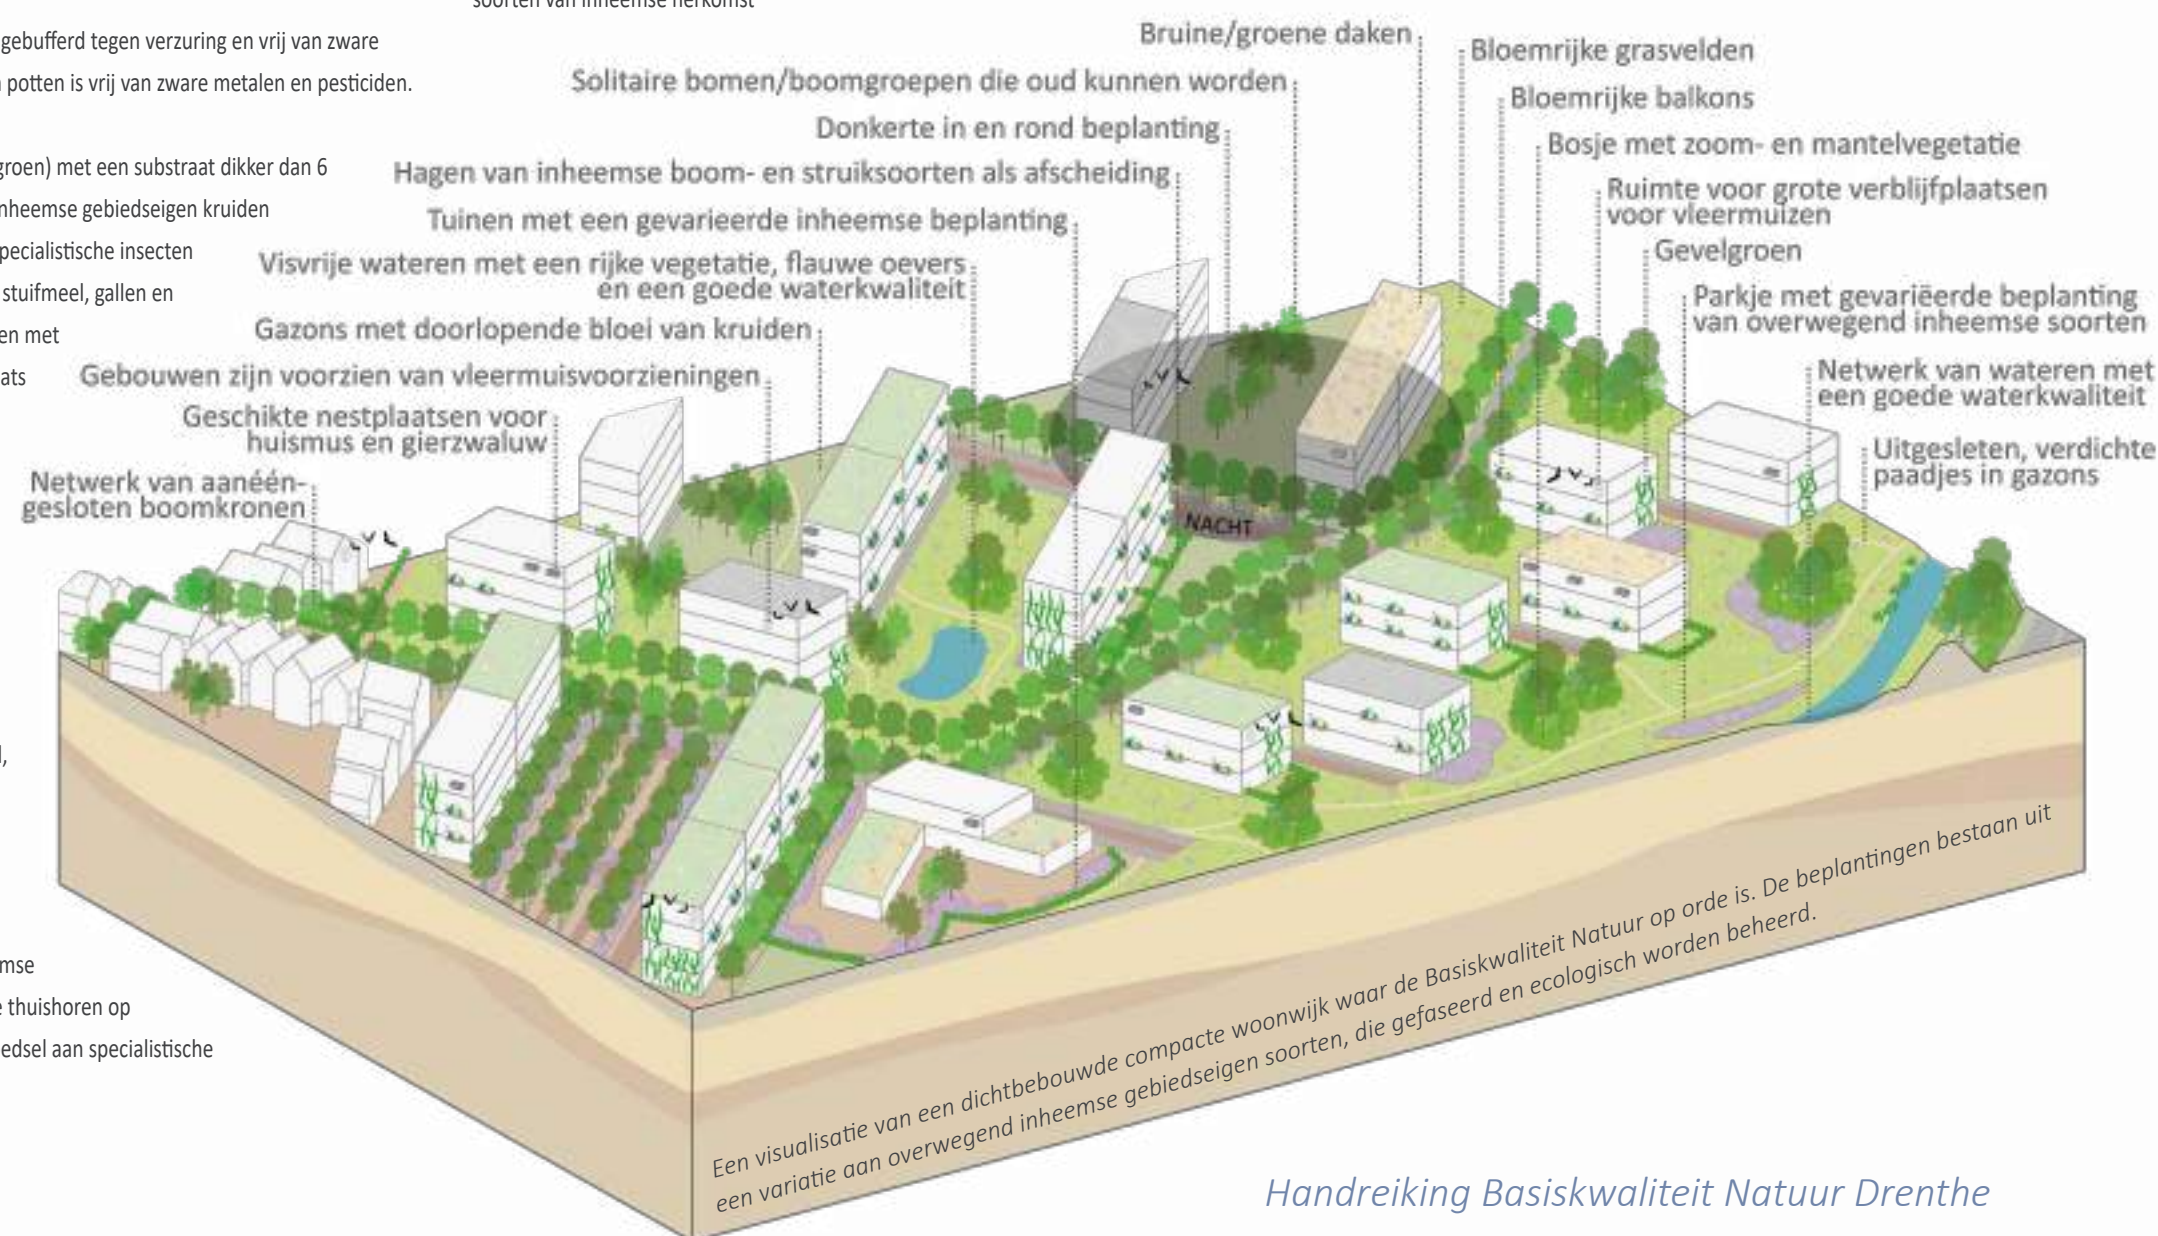 soorten van inheemse herkomst
gebufferd tegen verzuring en vrij van zware
potten is vrij van zware metalen en pesticiden.
groen) met een substraat dikker dan 6
inheemse gebiedseigen kruiden
specialistische insecten
stuifmeel, gallen en
en met
ats
mse
thuishoren op
edsel aan specialistische
Bruine/groene daken
Solitaire bomen/boomgroepen die oud kunnen worden
Donkerte in en rond beplanting
Hagen van inheemse boom- en struiksoorten als afscheiding
Tuinen met een gevarieerde inheemse beplanting
Visvrije wateren met een rijke vegetatie, flauwe oevers
en een goede waterkwaliteit
Gazons met doorlopende bloei van kruiden
Gebouwen zijn voorzien van vleermuisvoorzieningen
Geschikte nestplaatsen voor
huismus en gierzwaluw
Netwerk van aanéén-
gesloten boomkronen
Bloemrijke grasvelden
Bloemrijke balkons
Bosje met zoom- en mantelvegetatie
Ruimte voor grote verblijfplaatsen
voor vleermuizen
Gevelgroen
Parkje met gevariëerde beplanting
van overwegend inheemse soorten
Netwerk van wateren met
een goede waterkwaliteit
Uitgesleten, verdichte
paadjes in gazons
NACHT
Een visualisatie van een dichtbebouwde compacte woonwijk waar de Basiskwaliteit Natuur op orde is. De beplantingen bestaan uit
een variatie aan overwegend inheemse gebiedseigen soorten, die gefaseerd en ecologisch worden beheerd.
Handreiking Basiskwaliteit Natuur Drenthe